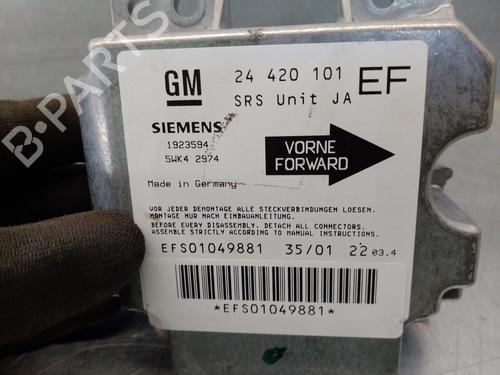 GM 24 420 101 EF
SRS Unit JA
SIEMENS
1923594
5WK4 2974
VORNE
FORWARD
Made in Germany
VOR JEDER DEMONTAGE ALLE STECKVERBINDUNGEN LOESEN.
MONTAGE NUR NACH EINBAUANLEITUNG.
BEFORE EVERY DISASSEMBLY, DETACH ALL CONNECTORS.
ASSEMBLE STRICTLY ACCORDING TO MANUAL INSTRUCTIONS.
EFS01049881 35/01 22 03.4
*EFS01049881*